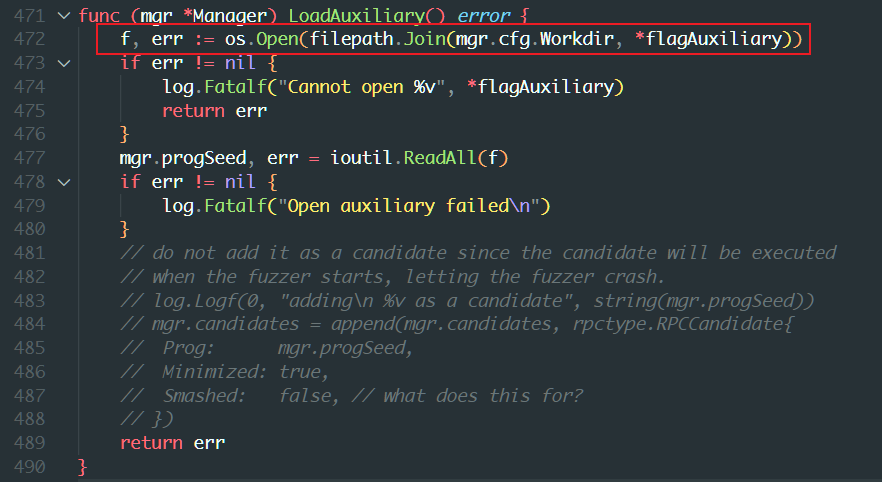 471 func (mgr *Manager) LoadAuxiliary() error {
472     f, err := os.Open(filepath.Join(mgr.cfg.Workdir, *flagAuxiliary))
473     if err != nil {
474         log.Fatalf("Cannot open %v", *flagAuxiliary)
475         return err
476     }
477     mgr.progSeed, err = ioutil.ReadAll(f)
478     if err != nil {
479         log.Fatalf("Open auxiliary failed\n")
480     }
481     // do not add it as a candidate since the candidate will be executed
482     // when the fuzzer starts, letting the fuzzer crash.
483     // log.Logf(0, "adding\n %v as a candidate", string(mgr.progSeed))
484     // mgr.candidates = append(mgr.candidates, rpctype.RPCCandidate{
485     //  Prog:      mgr.progSeed,
486     //  Minimized: true,
487     //  Smashed:   false, // what does this for?
488     // })
489     return err
490 }